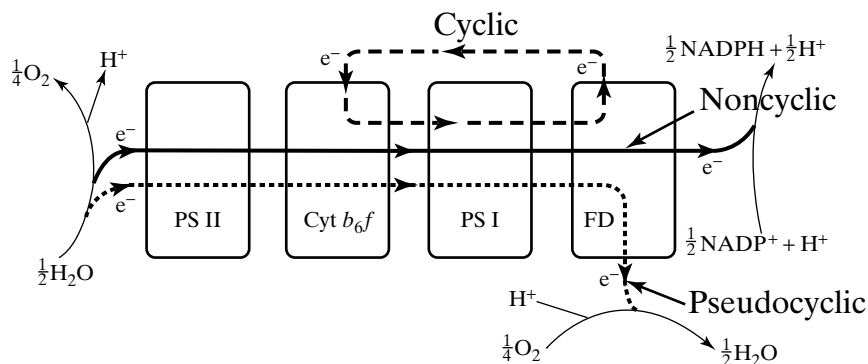 Cyclic
e⁻
e⁻
½NADPH + ½H⁺
¼O₂
H⁺
Noncyclic
e⁻
e⁻
e⁻
PS II
Cyt b₆f
PS I
FD
½H₂O
½NADP⁺ + H⁺
e⁻
H⁺
Pseudocyclic
¼O₂
½H₂O